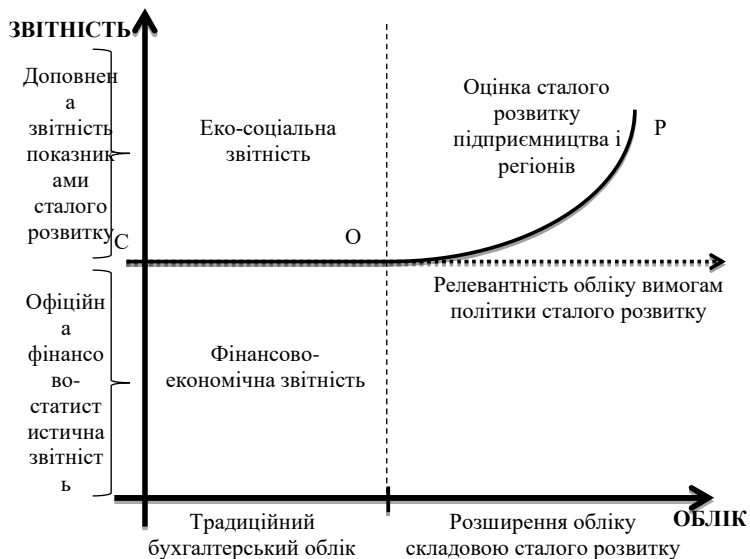 ЗВІТНІСТЬ
Доповнен
а
звітність
показник
ами
сталого
розвитку
Еко-соціальна
звітність
Оцінка сталого
розвитку
підприємництва і
регіонів
Р
С
О
Релевантність обліку вимогам
політики сталого розвитку
Офіційн
а
фінансо
во-
статист
истична
звітніст
ь
Фінансово-
економічна звітність
Традиційний
бухгалтерський облік
Розширення обліку
складовою сталого розвитку
ОБЛІК